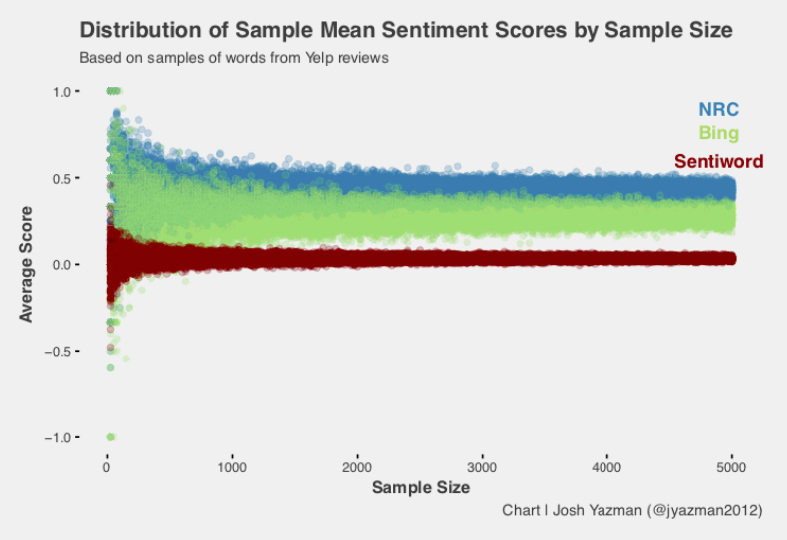 Distribution of Sample Mean Sentiment Scores by Sample Size
Based on samples of words from Yelp reviews
1.0
0.5
0.0
−0.5
−1.0
Average Score
NRC
Bing
Sentiword
0 1000 2000 3000 4000 5000
Sample Size
Chart | Josh Yazman (@jyazman2012)